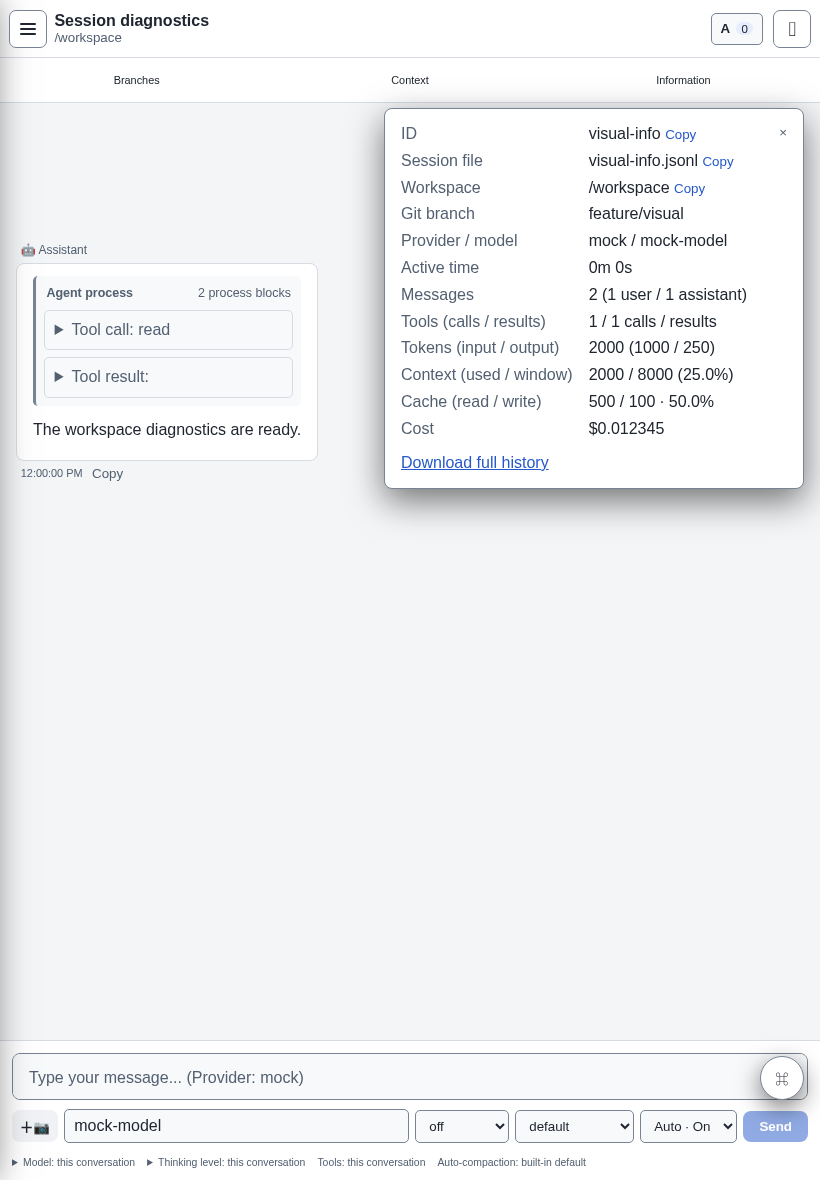 Session diagnostics
/workspace
A 0
Branches Context Information
ID visual-info Copy ×
Session file visual-info.jsonl Copy
Workspace /workspace Copy
Git branch feature/visual
Provider / model mock / mock-model
Active time 0m 0s
Messages 2 (1 user / 1 assistant)
Tools (calls / results) 1 / 1 calls / results
Tokens (input / output) 2000 (1000 / 250)
Context (used / window) 2000 / 8000 (25.0%)
Cache (read / write) 500 / 100 · 50.0%
Cost $0.012345
Download full history
🤖 Assistant
Agent process 2 process blocks
▶ Tool call: read
▶ Tool result:
The workspace diagnostics are ready.
12:00:00 PM Copy
Type your message... (Provider: mock)
⌘
+📷 mock-model off default Auto · On Send
▶ Model: this conversation ▶ Thinking level: this conversation Tools: this conversation Auto-compaction: built-in default